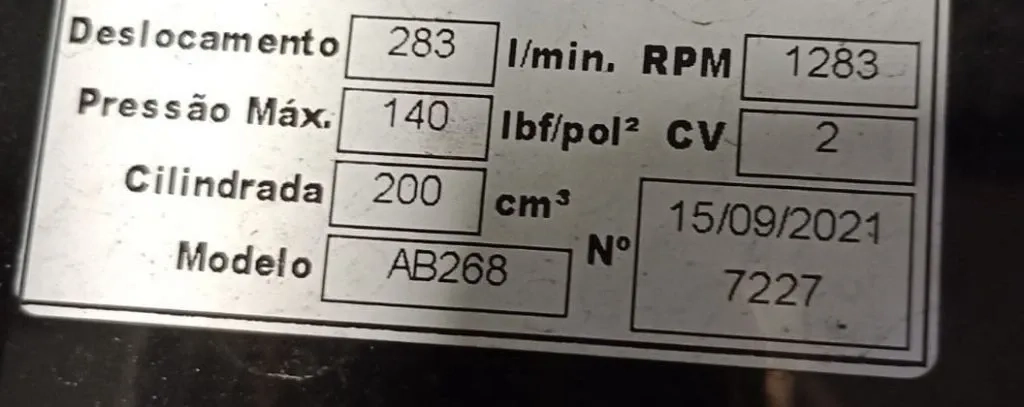 Deslocamento 283 l/min. RPM 1283
Pressão Máx. 140 lbf/pol² CV 2
Cilindrada 200 cm³
Modelo AB268 Nº 15/09/2021
7227